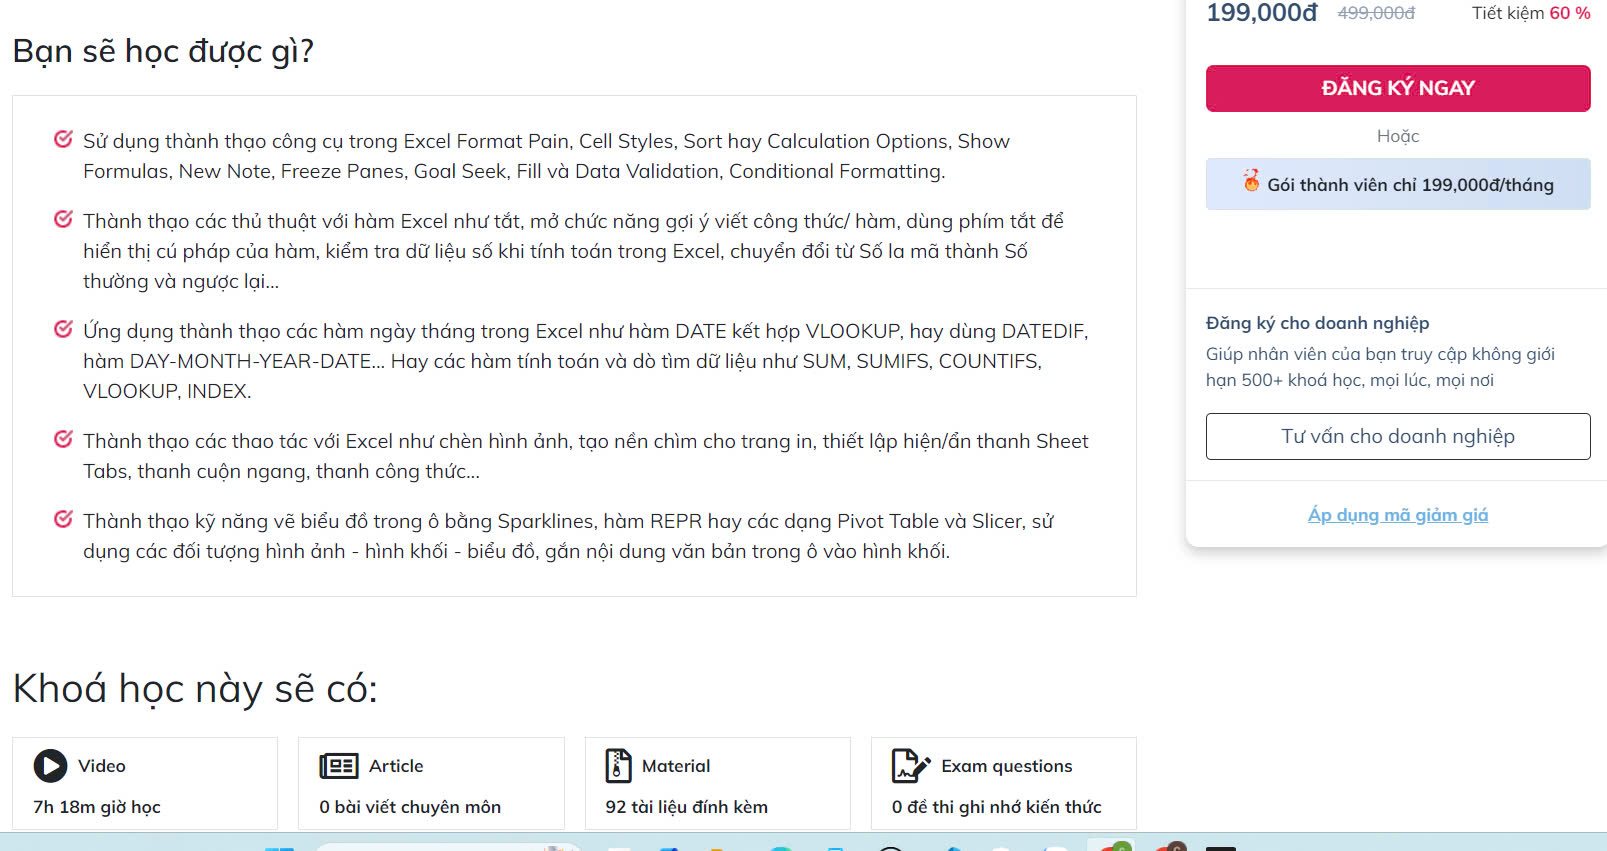 Bạn sẽ học được gì?
Sử dụng thành thạo công cụ trong Excel Format Pain, Cell Styles, Sort hay Calculation Options, Show
Formulas, New Note, Freeze Panes, Goal Seek, Fill và Data Validation, Conditional Formatting.
Thành thạo các thủ thuật với hàm Excel như tắt, mở chức năng gợi ý viết công thức/ hàm, dùng phím tắt để
hiển thị cú pháp của hàm, kiểm tra dữ liệu số khi tính toán trong Excel, chuyển đổi từ Số la mã thành Số
thường và ngược lại...
Ứng dụng thành thạo các hàm ngày tháng trong Excel như hàm DATE kết hợp VLOOKUP, hay dùng DATEDIF,
hàm DAY-MONTH-YEAR-DATE... Hay các hàm tính toán và dò tìm dữ liệu như SUM, SUMIFS, COUNTIFS,
VLOOKUP, INDEX.
Thành thạo các thao tác với Excel như chèn hình ảnh, tạo nền chìm cho trang in, thiết lập hiện/ẩn thanh Sheet
Tabs, thanh cuộn ngang, thanh công thức...
Thành thạo kỹ năng vẽ biểu đồ trong ô bằng Sparklines, hàm REPR hay các dạng Pivot Table và Slicer, sử
dụng các đối tượng hình ảnh - hình khối - biểu đồ, gắn nội dung văn bản trong ô vào hình khối.
Khoá học này sẽ có:
Video
7h 18m giờ học
Article
0 bài viết chuyên môn
Material
92 tài liệu đính kèm
Exam questions
0 đề thi ghi nhớ kiến thức
199,000đ 499,000đ Tiết kiệm 60 %
ĐĂNG KÝ NGAY
Hoặc
Gói thành viên chỉ 199,000đ/tháng
Đăng ký cho doanh nghiệp
Giúp nhân viên của bạn truy cập không giới
hạn 500+ khoá học, mọi lúc, mọi nơi
Tư vấn cho doanh nghiệp
Áp dụng mã giảm giá